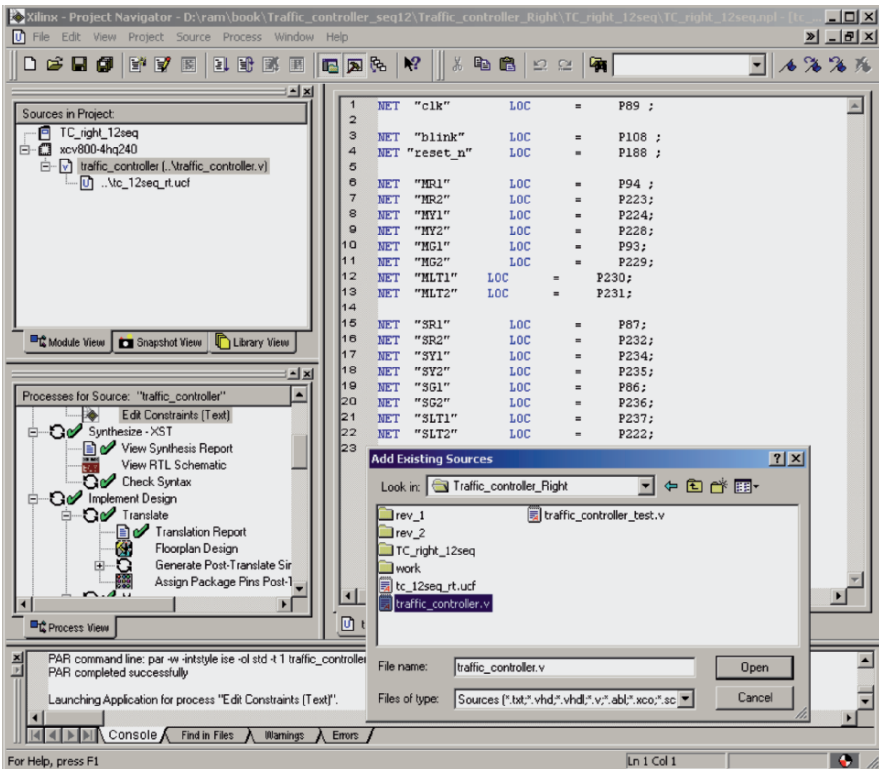 Xilinx - Project Navigator - D:\ram\book\Traffic_controller_seq12\Traffic_controller_Right\TC_right_12seq\TC_right_12seq.npl - [tc_...
File Edit View Project Source Process Window Help
Sources in Project:
TC_right_12seq
xcv800-4hq240
traffic_controller (..\traffic_controller.v)
..\tc_12seq_rt.ucf
Module View Snapshot View Library View
Processes for Source: "traffic_controller"
Edit Constraints (Text)
Synthesize - XST
View Synthesis Report
View RTL Schematic
Check Syntax
Implement Design
Translate
Translation Report
Floorplan Design
Generate Post-Translate Sir
Assign Package Pins Post-T
Process View
1 NET "clk" LOC = P89 ;
2
3 NET "blink" LOC = P108 ;
4 NET "reset_n" LOC = P188 ;
5
6 NET "MR1" LOC = P94 ;
7 NET "MR2" LOC = P223;
8 NET "MY1" LOC = P224;
9 NET "MY2" LOC = P228;
10 NET "MG1" LOC = P93;
11 NET "MG2" LOC = P229;
12 NET "MLT1" LOC = P230;
13 NET "MLT2" LOC = P231;
14
15 NET "SR1" LOC = P87;
16 NET "SR2" LOC = P232;
17 NET "SY1" LOC = P234;
18 NET "SY2" LOC = P235;
19 NET "SG1" LOC = P86;
20 NET "SG2" LOC = P236;
21 NET "SLT1" LOC = P237;
22 NET "SLT2" LOC = P222;
23
Add Existing Sources
Look in: Traffic_controller_Right
rev_1
rev_2
TC_right_12seq
work
tc_12seq_rt.ucf
traffic_controller.v
traffic_controller_test.v
File name: traffic_controller.v Open
Files of type: Sources (*.txt;*.vhd;*.vhdl;*.v;*.abl;*.xco;*.sc Cancel
PAR command line: par -w -intstyle ise -ol std -t 1 traffic_controller
PAR completed successfully
Launching Application for process "Edit Constraints (Text)".
Console Find in Files Warnings Errors
For Help, press F1 Ln 1 Col 1